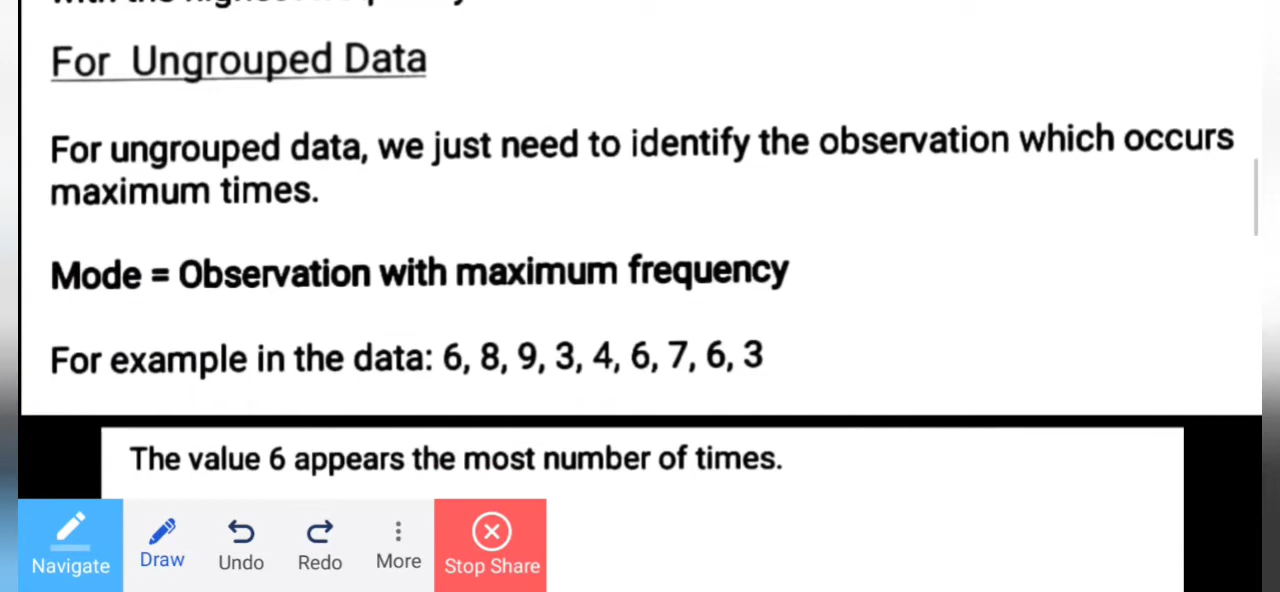 For Ungrouped Data
For ungrouped data, we just need to identify the observation which occurs
maximum times.
Mode = Observation with maximum frequency
For example in the data: 6, 8, 9, 3, 4, 6, 7, 6, 3
The value 6 appears the most number of times.
Navigate
Draw
Undo
Redo
More
Stop Share